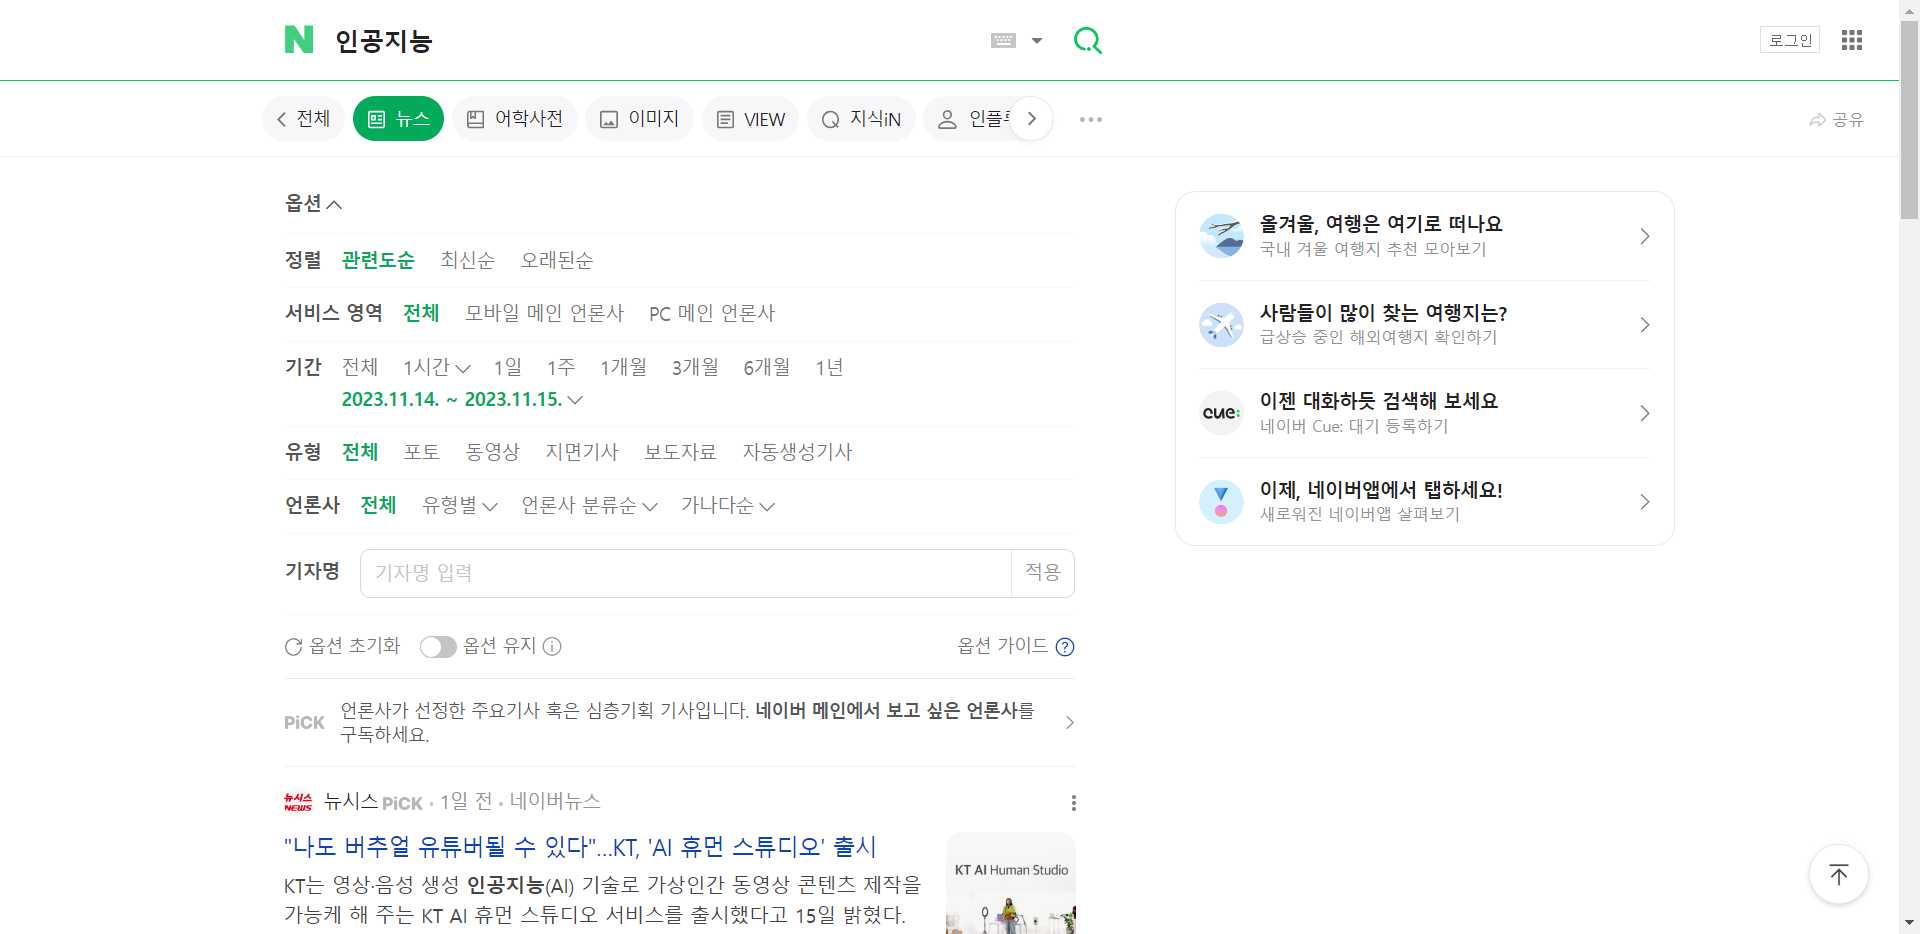 인공지능
로그인
전체 뉴스 어학사전 이미지 VIEW 지식iN 인플
공유
옵션
정렬 관련도순 최신순 오래된순
서비스 영역 전체 모바일 메인 언론사 PC 메인 언론사
기간 전체 1시간 1일 1주 1개월 3개월 6개월 1년
2023.11.14. ~ 2023.11.15.
유형 전체 포토 동영상 지면기사 보도자료 자동생성기사
언론사 전체 유형별 언론사 분류순 가나다순
기자명 기자명 입력 적용
옵션 초기화 옵션 유지 옵션 가이드
PiCK
언론사가 선정한 주요기사 혹은 심층기획 기사입니다. 네이버 메인에서 보고 싶은 언론사를
구독하세요.
뉴시스 NEWS 뉴시스 PiCK · 1일 전 · 네이버뉴스
"나도 버추얼 유튜버될 수 있다"...KT, 'AI 휴먼 스튜디오' 출시
KT는 영상·음성 생성 인공지능(AI) 기술로 가상인간 동영상 콘텐츠 제작을
가능케 해 주는 KT AI 휴먼 스튜디오 서비스를 출시했다고 15일 밝혔다.
KT AI Human Studio
올겨울, 여행은 여기로 떠나요
국내 겨울 여행지 추천 모아보기
사람들이 많이 찾는 여행지는?
급상승 중인 해외여행지 확인하기
cue:
이젠 대화하듯 검색해 보세요
네이버 Cue: 대기 등록하기
이제, 네이버앱에서 탭하세요!
새로워진 네이버앱 살펴보기